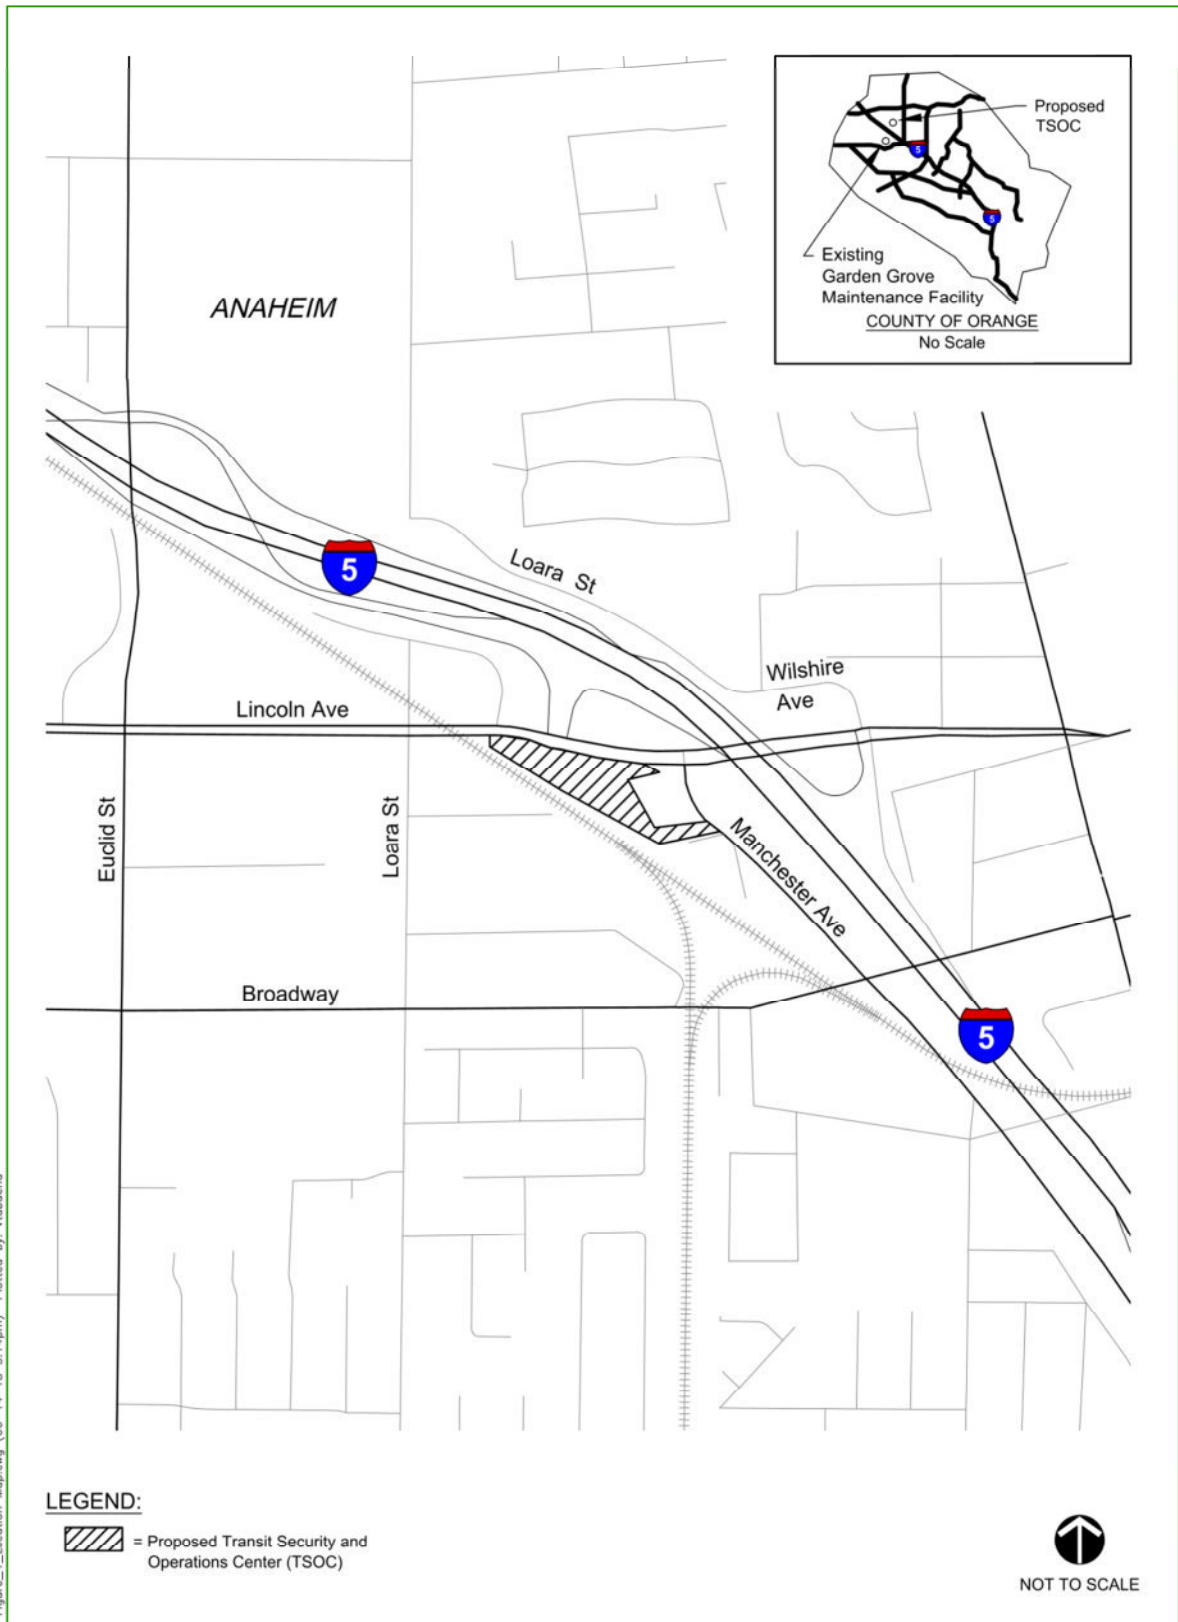 Proposed
TSOC
5
5
Existing
Garden Grove
Maintenance Facility
COUNTY OF ORANGE
No Scale
ANAHEIM
5
Loara St
Wilshire
Ave
Lincoln Ave
Euclid St
Loara St
Manchester Ave
Broadway
5
LEGEND:
= Proposed Transit Security and
Operations Center (TSOC)
NOT TO SCALE